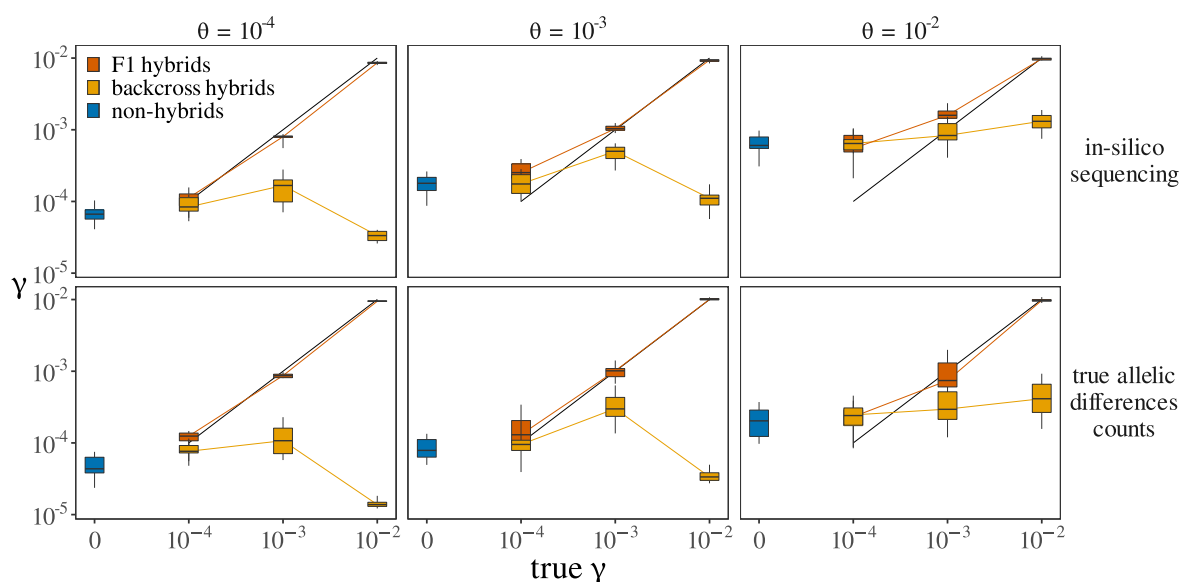 θ = 10⁻⁴ θ = 10⁻³ θ = 10⁻²
F1 hybrids
backcross hybrids
non-hybrids
10⁻²
10⁻³
10⁻⁴
10⁻⁵
in-silico
sequencing
γ
10⁻²
10⁻³
10⁻⁴
10⁻⁵
true allelic
differences
counts
0 10⁻⁴ 10⁻³ 10⁻² 0 10⁻⁴ 10⁻³ 10⁻² 0 10⁻⁴ 10⁻³ 10⁻²
true γ